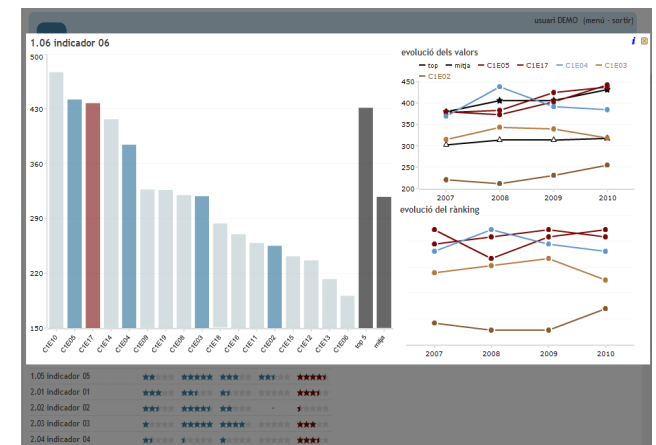 usuari DEMO (menú - sortir)
1.06 indicador 06
i
500
430
360
290
220
150
C1E10
C1E05
C1E17
C1E14
C1E04
C1E09
C1E19
C1E08
C1E03
C1E18
C1E16
C1E11
C1E02
C1E15
C1E12
C1E13
C1E06
top 5
mitja
evolució dels valors
top mitja C1E05 C1E17 C1E04 C1E03
C1E02
450
400
350
300
250
200
2007 2008 2009 2010
evolució del rànking
2007 2008 2009 2010
1.05 indicador 05
2.01 indicador 01
2.02 indicador 02
-
2.03 indicador 03
2.04 indicador 04